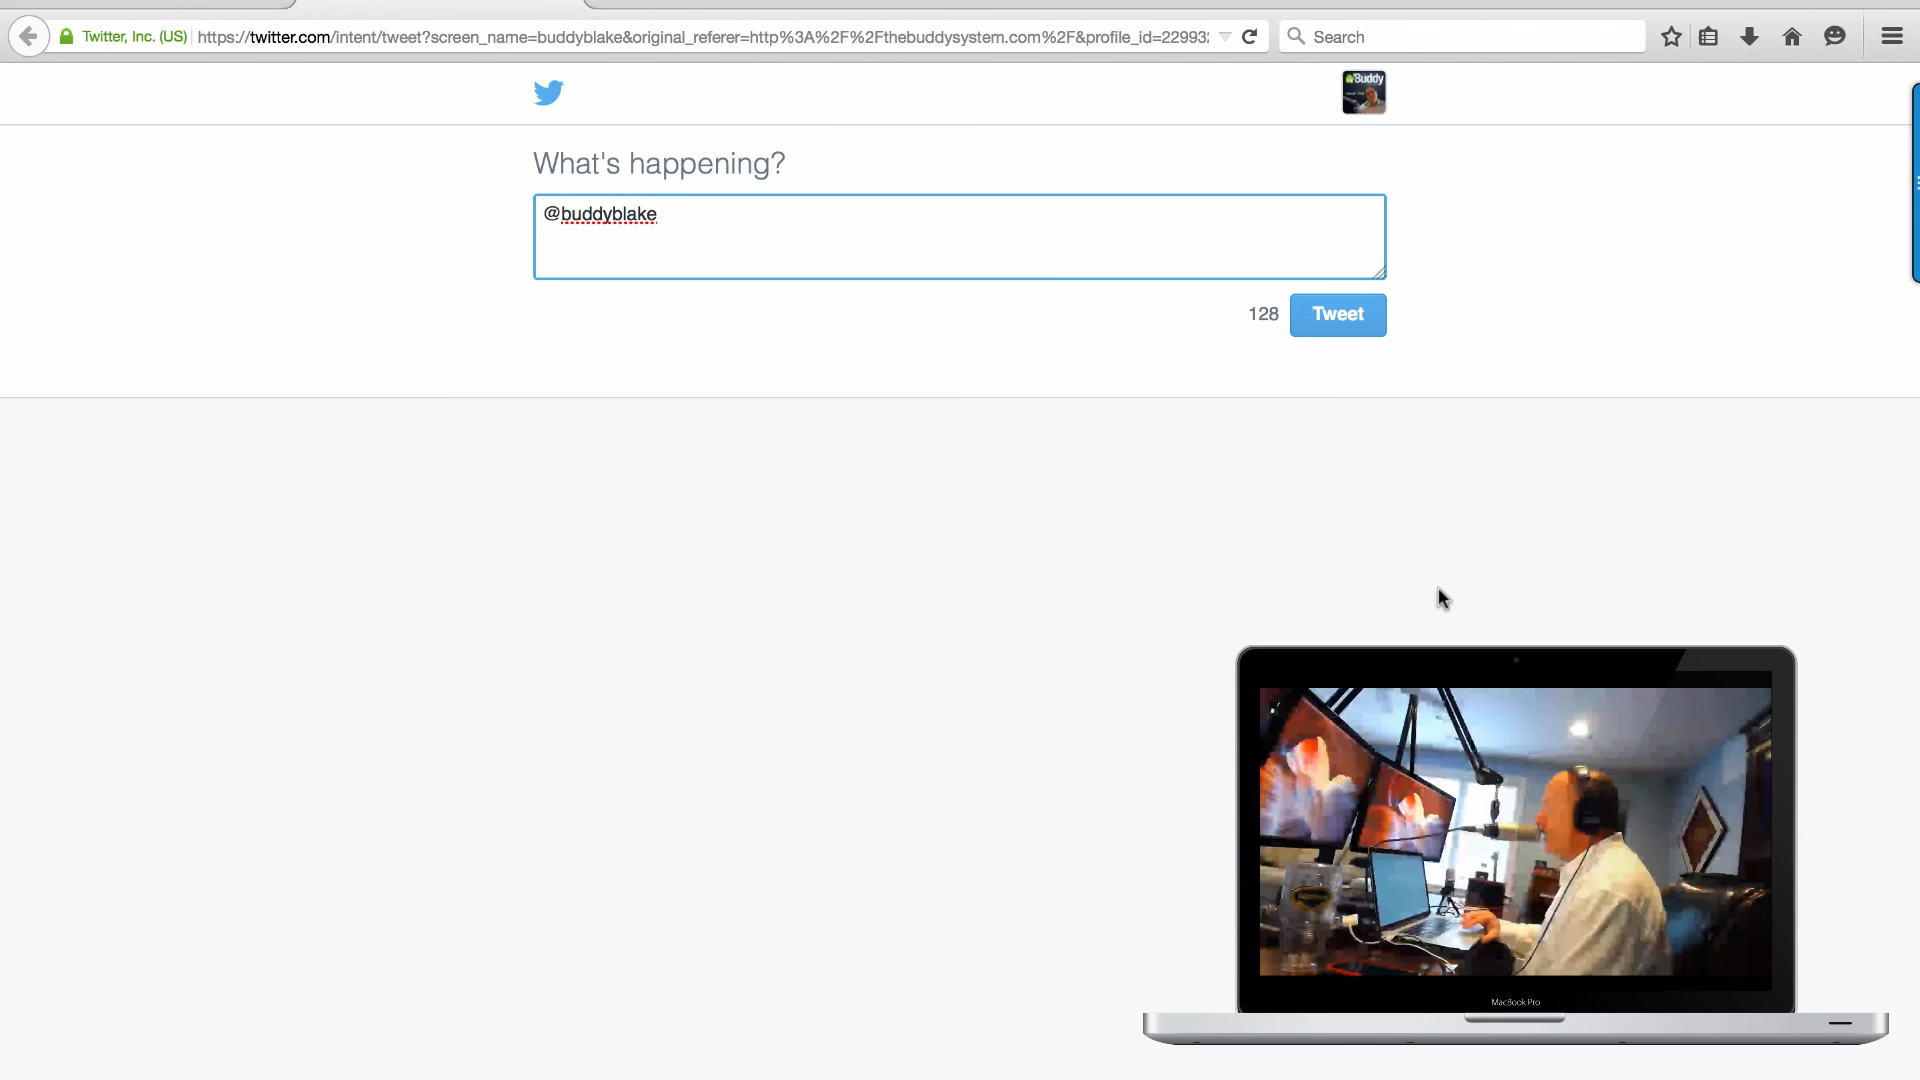 Twitter, Inc. (US)
https://twitter.com/intent/tweet?screen_name=buddyblake&original_referer=http%3A%2F%2Fthebuddysystem.com%2F&profile_id=22993
Search
Buddy
What's happening?
@buddyblake
128
Tweet
MacBook Pro